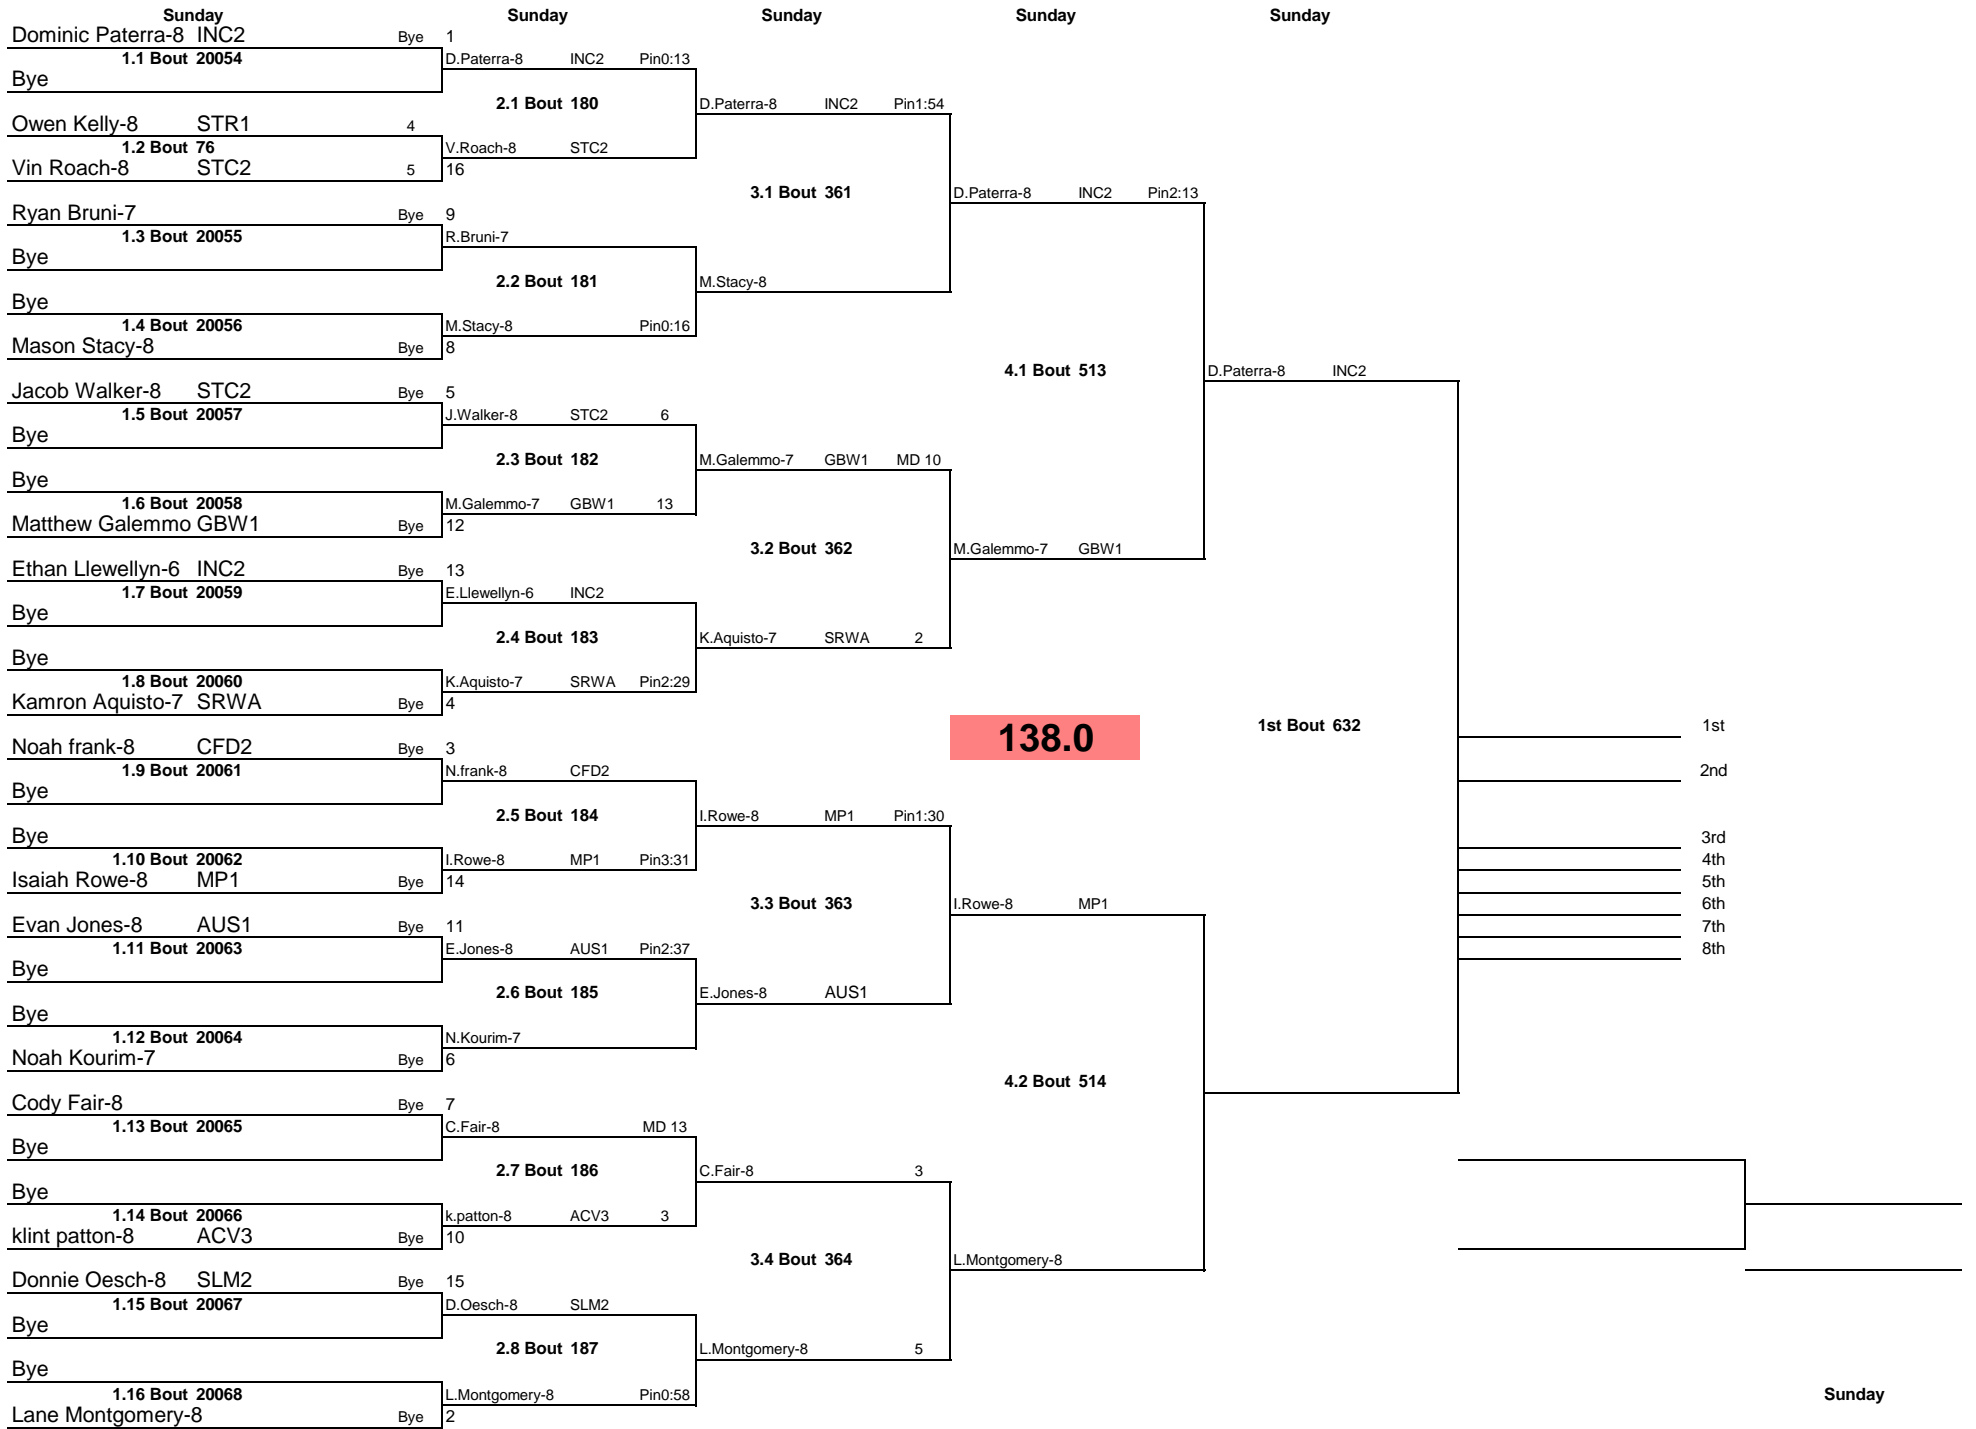 Sunday Sunday Sunday Sunday Sunday
Dominic Paterra-8 INC2 Bye 1
1.1 Bout 20054 D.Paterra-8 INC2 Pin0:13
Bye
2.1 Bout 180 D.Paterra-8 INC2 Pin1:54
Owen Kelly-8 STR1 4
1.2 Bout 76 V.Roach-8 STC2
Vin Roach-8 STC2 5 16
3.1 Bout 361 D.Paterra-8 INC2 Pin2:13
Ryan Bruni-7 Bye 9
1.3 Bout 20055 R.Bruni-7
Bye
2.2 Bout 181 M.Stacy-8
Bye
1.4 Bout 20056 M.Stacy-8 Pin0:16
Mason Stacy-8 Bye 8
4.1 Bout 513 D.Paterra-8 INC2
Jacob Walker-8 STC2 Bye 5
1.5 Bout 20057 J.Walker-8 STC2 6
Bye
2.3 Bout 182 M.Galemmo-7 GBW1 MD 10
Bye
1.6 Bout 20058 M.Galemmo-7 GBW1 13
Matthew Galemmo GBW1 Bye 12
3.2 Bout 362 M.Galemmo-7 GBW1
Ethan Llewellyn-6 INC2 Bye 13
1.7 Bout 20059 E.Llewellyn-6 INC2
Bye
2.4 Bout 183 K.Aquisto-7 SRWA 2
Bye
1.8 Bout 20060 K.Aquisto-7 SRWA Pin2:29
Kamron Aquisto-7 SRWA Bye 4
138.0 1st Bout 632 1st
Noah frank-8 CFD2 Bye 3
1.9 Bout 20061 N.frank-8 CFD2 2nd
Bye
2.5 Bout 184 I.Rowe-8 MP1 Pin1:30
Bye 3rd
1.10 Bout 20062 I.Rowe-8 MP1 Pin3:31 4th
Isaiah Rowe-8 MP1 Bye 14 5th
3.3 Bout 363 I.Rowe-8 MP1 6th
Evan Jones-8 AUS1 Bye 11 7th
1.11 Bout 20063 E.Jones-8 AUS1 Pin2:37 8th
Bye
2.6 Bout 185 E.Jones-8 AUS1
Bye
1.12 Bout 20064 N.Kourim-7
Noah Kourim-7 Bye 6
4.2 Bout 514
Cody Fair-8 Bye 7
1.13 Bout 20065 C.Fair-8 MD 13
Bye
2.7 Bout 186 C.Fair-8 3
Bye
1.14 Bout 20066 k.patton-8 ACV3 3
klint patton-8 ACV3 Bye 10
3.4 Bout 364 L.Montgomery-8
Donnie Oesch-8 SLM2 Bye 15
1.15 Bout 20067 D.Oesch-8 SLM2
Bye
2.8 Bout 187 L.Montgomery-8 5
Bye
1.16 Bout 20068 L.Montgomery-8 Pin0:58 Sunday
Lane Montgomery-8 Bye 2